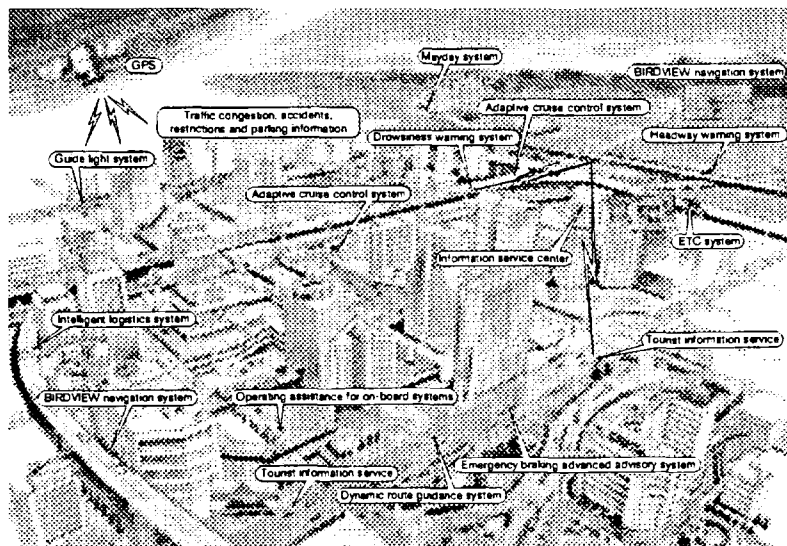 Mayday system
GPS
BIRDVIEW navigation system
Traffic congestion, accidents,
restrictions and parking information
Adaptive cruise control system
Drowsiness warning system
Headway warning system
Guide light system
Adaptive cruise control system
ETC system
Information service center
Intelligent logistics system
Tourist information service
BIRDVIEW navigation system
Operating assistance for on-board systems
Emergency braking advanced advisory system
Tourist information service
Dynamic route guidance system